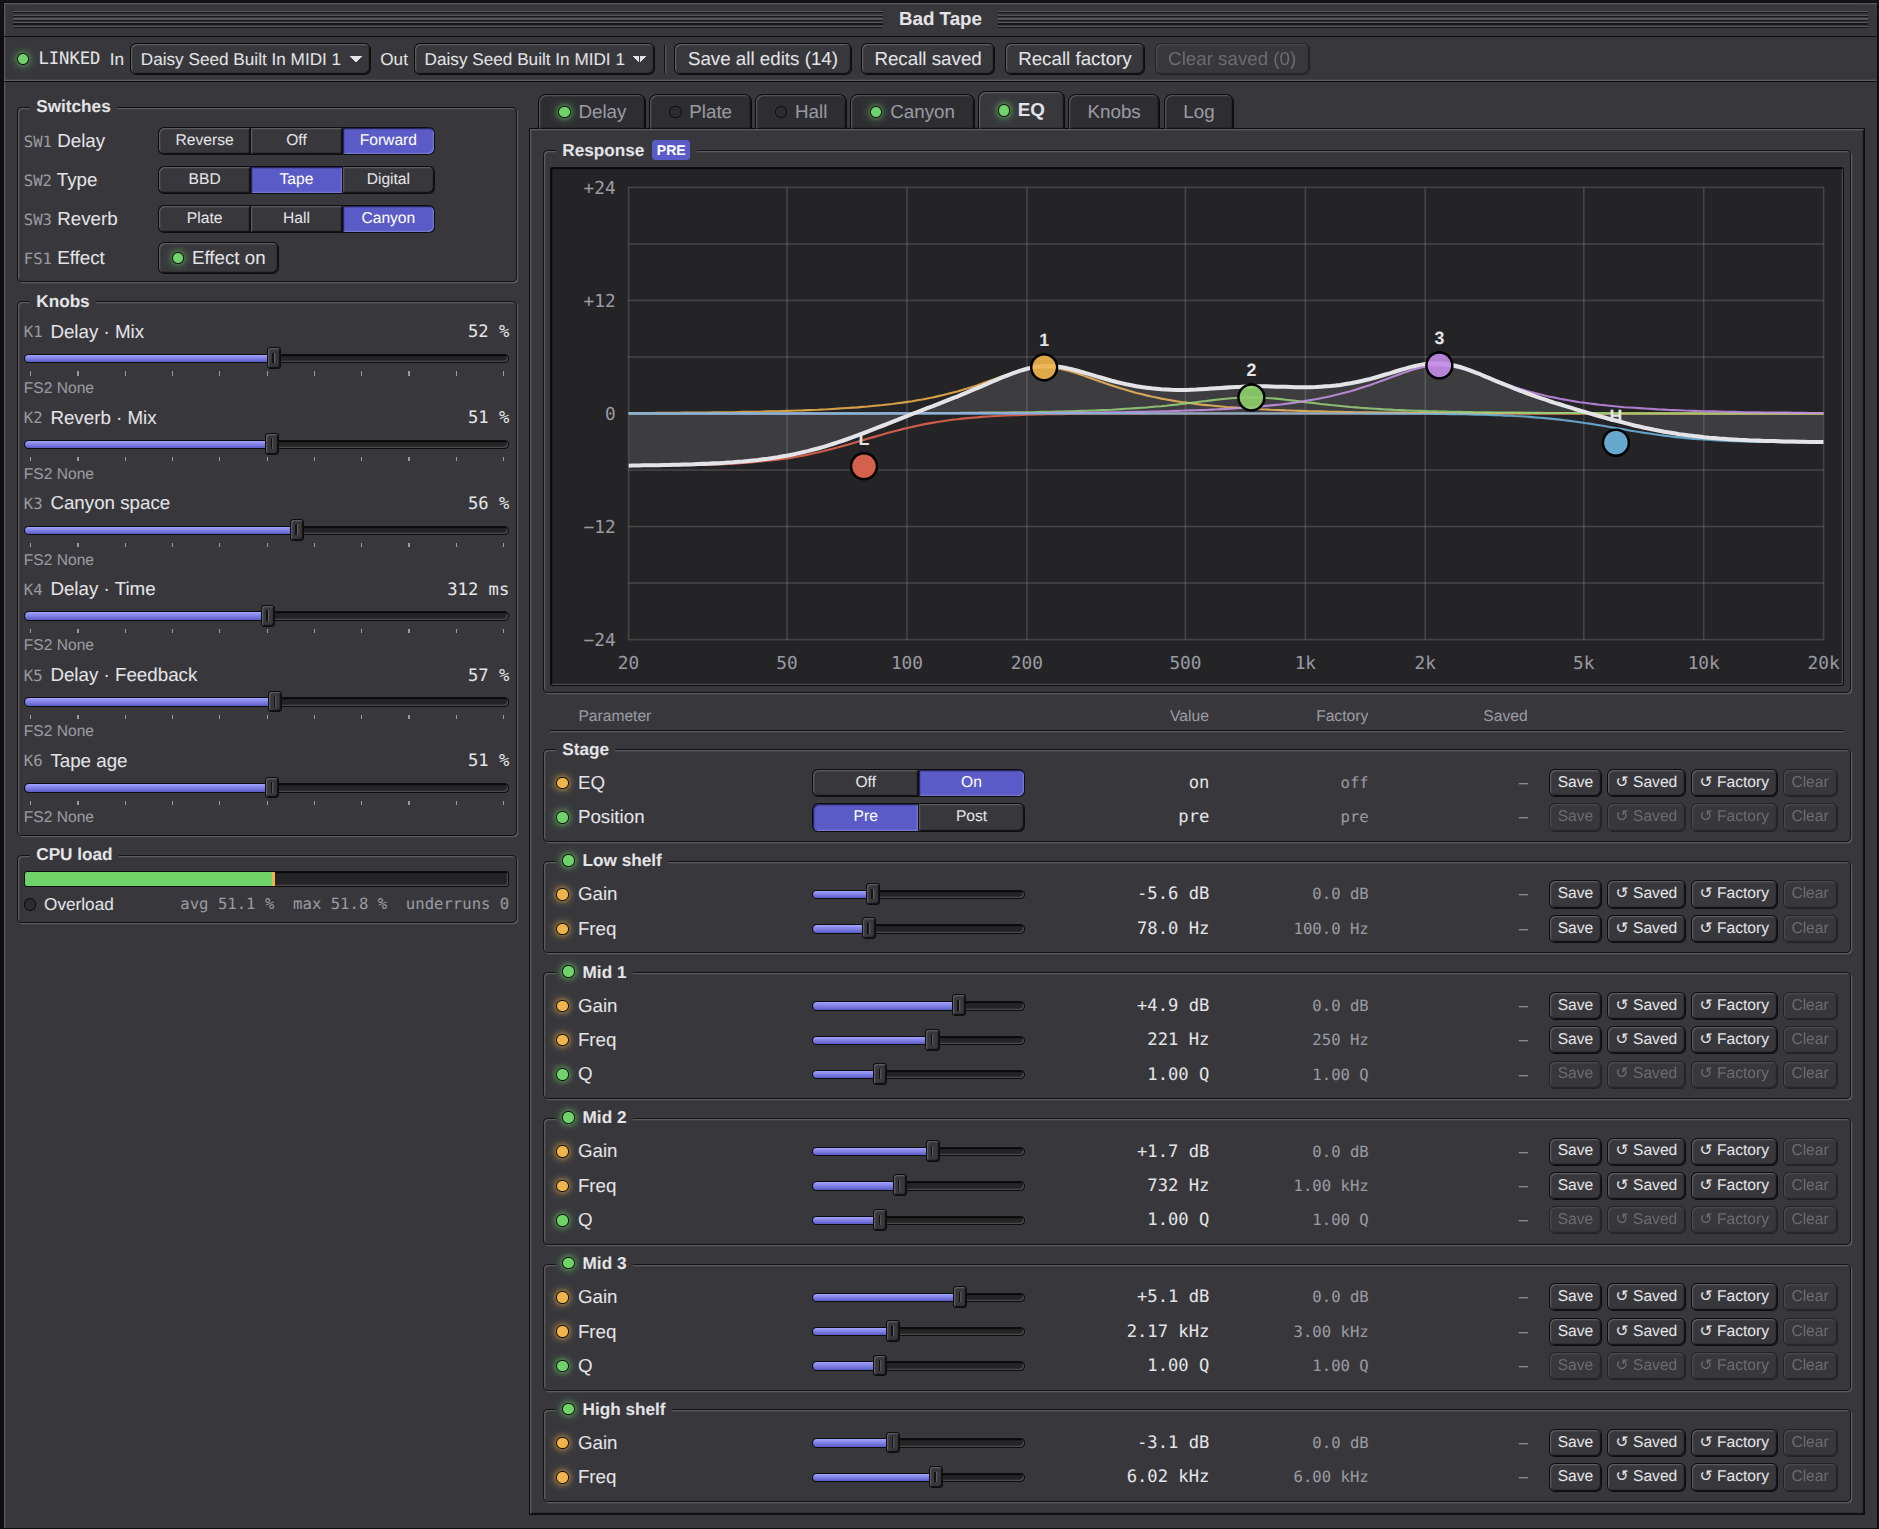 Bad Tape
LINKED In Daisy Seed Built In MIDI 1 Out Daisy Seed Built In MIDI 1 Save all edits (14) Recall saved Recall factory Clear saved (0)
Switches
SW1 Delay Reverse Off Forward
SW2 Type BBD Tape Digital
SW3 Reverb Plate Hall Canyon
FS1 Effect Effect on
Knobs
K1 Delay · Mix 52 %
FS2 None
K2 Reverb · Mix 51 %
FS2 None
K3 Canyon space 56 %
FS2 None
K4 Delay · Time 312 ms
FS2 None
K5 Delay · Feedback 57 %
FS2 None
K6 Tape age 51 %
FS2 None
CPU load
Overload avg 51.1 % max 51.8 % underruns 0
Delay Plate Hall Canyon EQ Knobs Log
Response PRE
+24
+12
0
−12
−24
L 1 2 3 H
20 50 100 200 500 1k 2k 5k 10k 20k
Parameter Value Factory Saved
Stage
EQ Off On on off – Save ↺ Saved ↺ Factory Clear
Position Pre Post pre pre – Save ↺ Saved ↺ Factory Clear
Low shelf
Gain -5.6 dB 0.0 dB – Save ↺ Saved ↺ Factory Clear
Freq 78.0 Hz 100.0 Hz – Save ↺ Saved ↺ Factory Clear
Mid 1
Gain +4.9 dB 0.0 dB – Save ↺ Saved ↺ Factory Clear
Freq 221 Hz 250 Hz – Save ↺ Saved ↺ Factory Clear
Q 1.00 Q 1.00 Q – Save ↺ Saved ↺ Factory Clear
Mid 2
Gain +1.7 dB 0.0 dB – Save ↺ Saved ↺ Factory Clear
Freq 732 Hz 1.00 kHz – Save ↺ Saved ↺ Factory Clear
Q 1.00 Q 1.00 Q – Save ↺ Saved ↺ Factory Clear
Mid 3
Gain +5.1 dB 0.0 dB – Save ↺ Saved ↺ Factory Clear
Freq 2.17 kHz 3.00 kHz – Save ↺ Saved ↺ Factory Clear
Q 1.00 Q 1.00 Q – Save ↺ Saved ↺ Factory Clear
High shelf
Gain -3.1 dB 0.0 dB – Save ↺ Saved ↺ Factory Clear
Freq 6.02 kHz 6.00 kHz – Save ↺ Saved ↺ Factory Clear